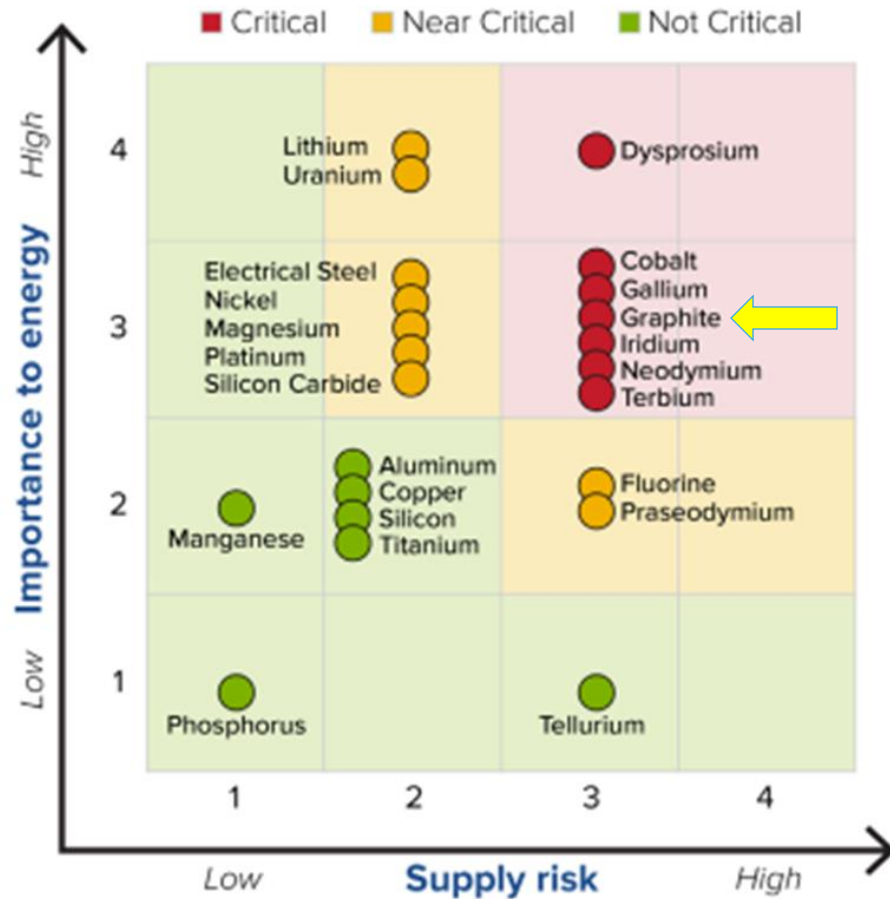 Critical Near Critical Not Critical
High
4
Lithium
Uranium
Dysprosium
Importance to energy
3
Electrical Steel
Nickel
Magnesium
Platinum
Silicon Carbide
Cobalt
Gallium
Graphite
Iridium
Neodymium
Terbium
2
Manganese
Aluminum
Copper
Silicon
Titanium
Fluorine
Praseodymium
Low
1
Phosphorus
Tellurium
1 2 3 4
Low Supply risk High